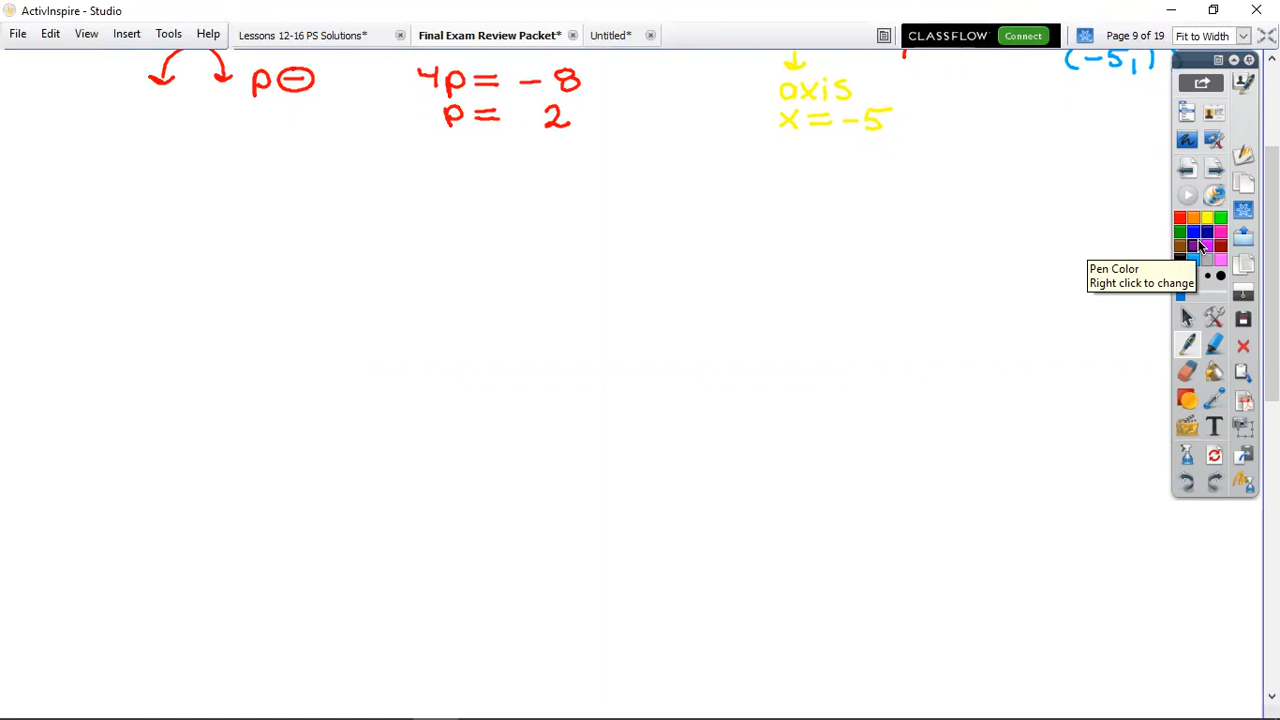 ActivInspire - Studio
File Edit View Insert Tools Help
Lessons 12-16 PS Solutions*
Final Exam Review Packet*
Untitled*
CLASSFLOW Connect
Page 9 of 19
Fit to Width
p⊖
4p = -8
p = 2
axis
x = -5
(-5, )
Pen Color
Right click to change
T